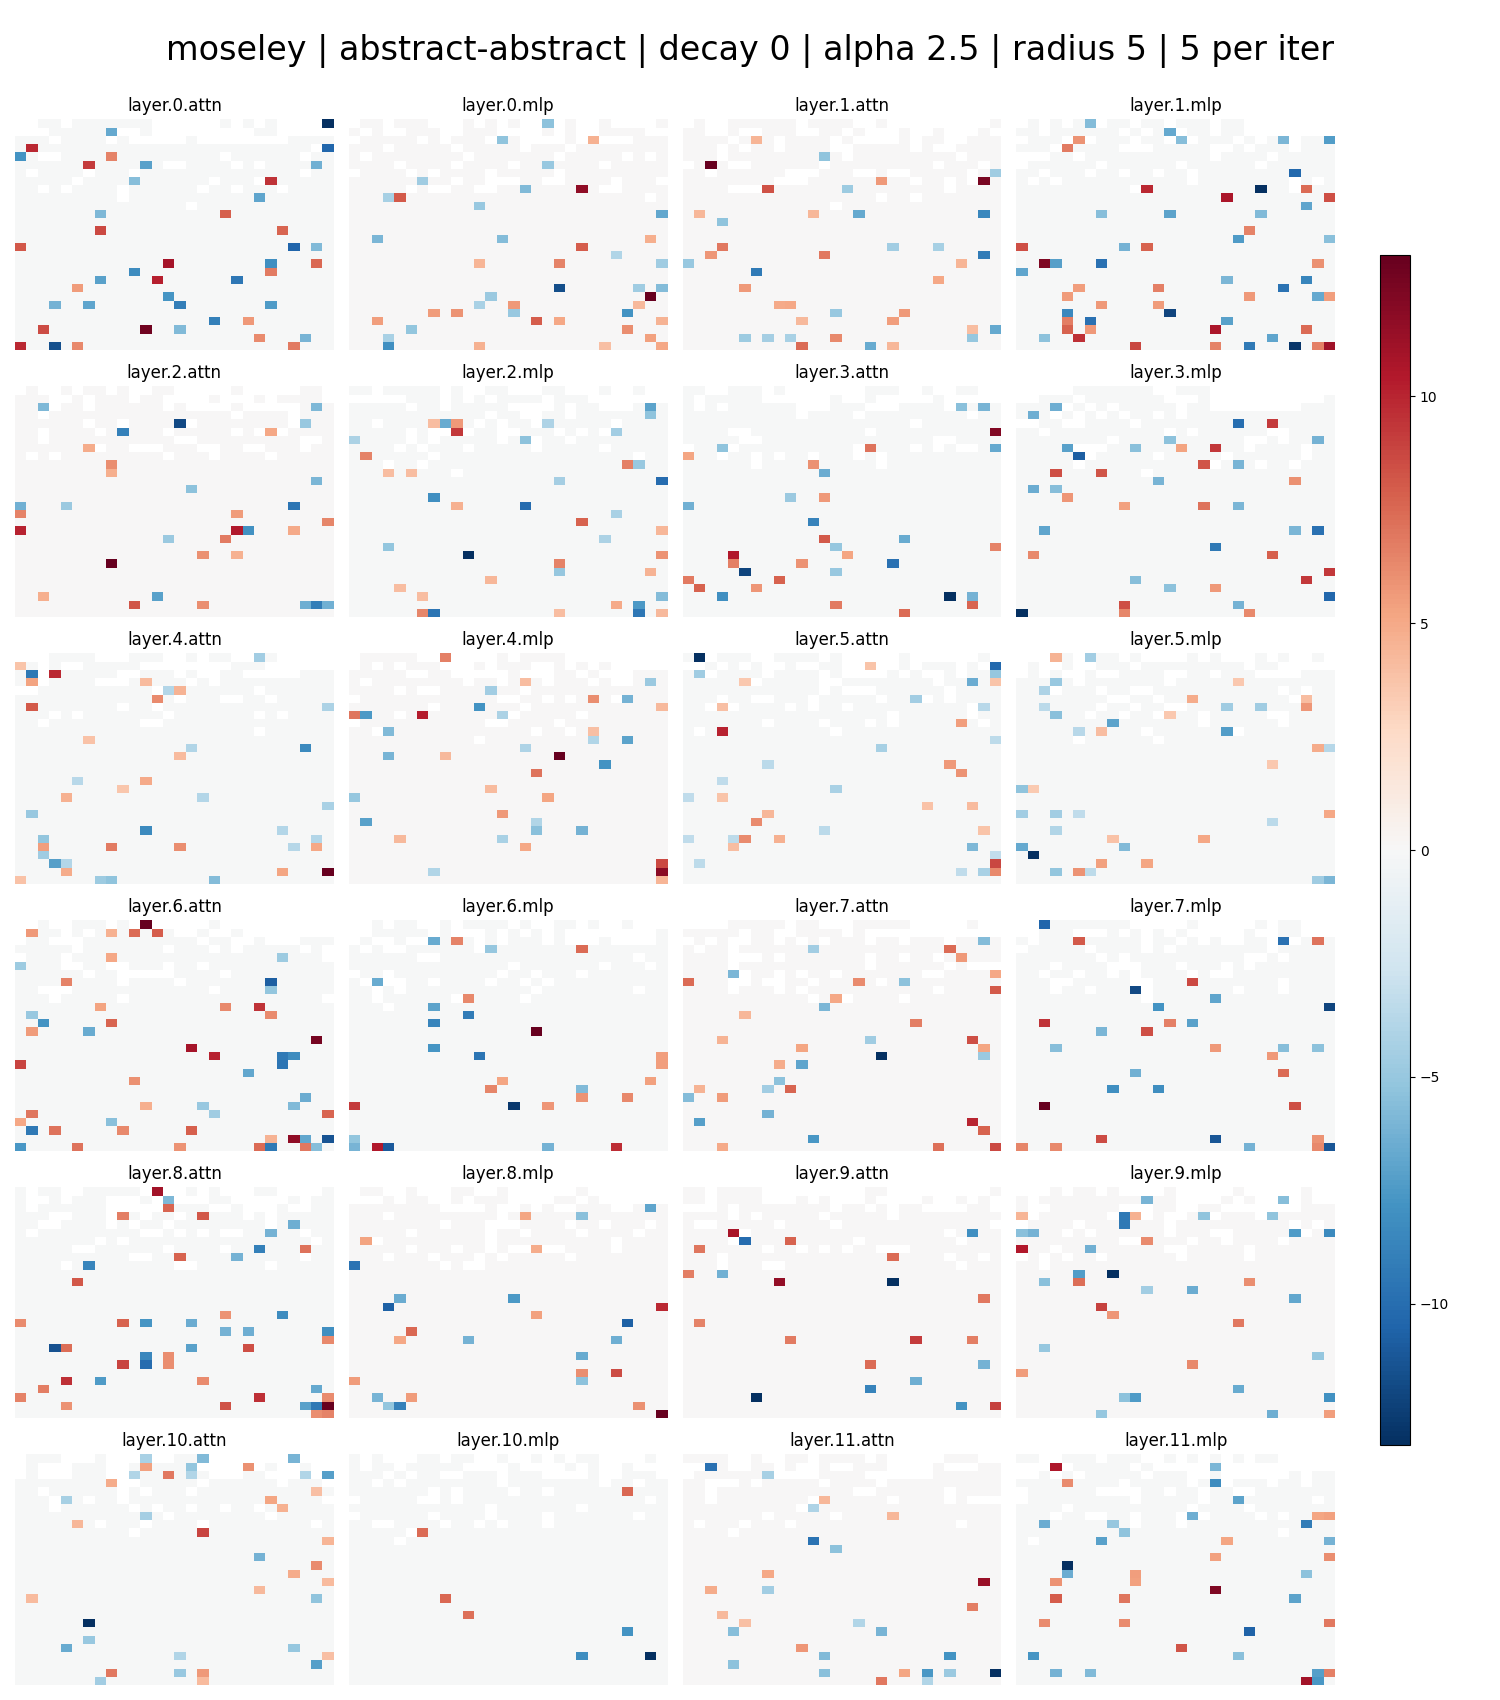 moseley | abstract-abstract | decay 0 | alpha 2.5 | radius 5 | 5 per iter
layer.0.attn
layer.0.mlp
layer.1.attn
layer.1.mlp
layer.2.attn
layer.2.mlp
layer.3.attn
layer.3.mlp
layer.4.attn
layer.4.mlp
layer.5.attn
layer.5.mlp
layer.6.attn
layer.6.mlp
layer.7.attn
layer.7.mlp
layer.8.attn
layer.8.mlp
layer.9.attn
layer.9.mlp
layer.10.attn
layer.10.mlp
layer.11.attn
layer.11.mlp
10
5
0
−5
−10